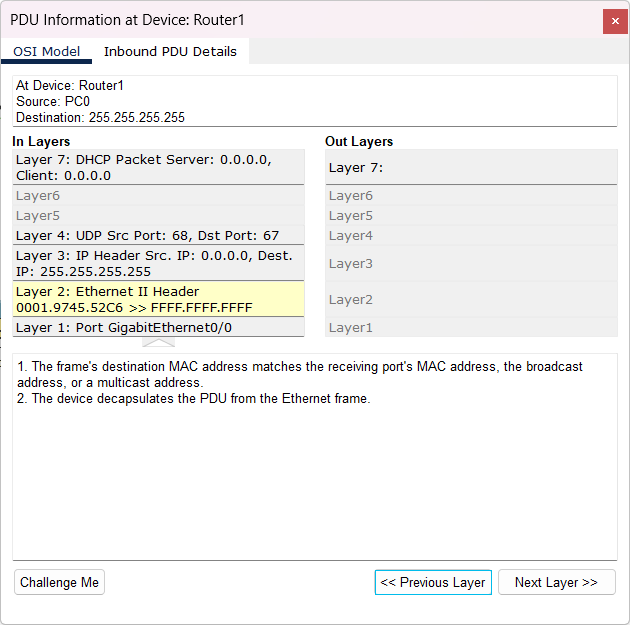 PDU Information at Device: Router1
OSI Model
Inbound PDU Details
At Device: Router1
Source: PC0
Destination: 255.255.255.255
In Layers
Layer 7: DHCP Packet Server: 0.0.0.0,
Client: 0.0.0.0
Layer6
Layer5
Layer 4: UDP Src Port: 68, Dst Port: 67
Layer 3: IP Header Src. IP: 0.0.0.0, Dest.
IP: 255.255.255.255
Layer 2: Ethernet II Header
0001.9745.52C6 >> FFFF.FFFF.FFFF
Layer 1: Port GigabitEthernet0/0
Out Layers
Layer 7:
Layer6
Layer5
Layer4
Layer3
Layer2
Layer1
1. The frame's destination MAC address matches the receiving port's MAC address, the broadcast
address, or a multicast address.
2. The device decapsulates the PDU from the Ethernet frame.
Challenge Me
<< Previous Layer
Next Layer >>